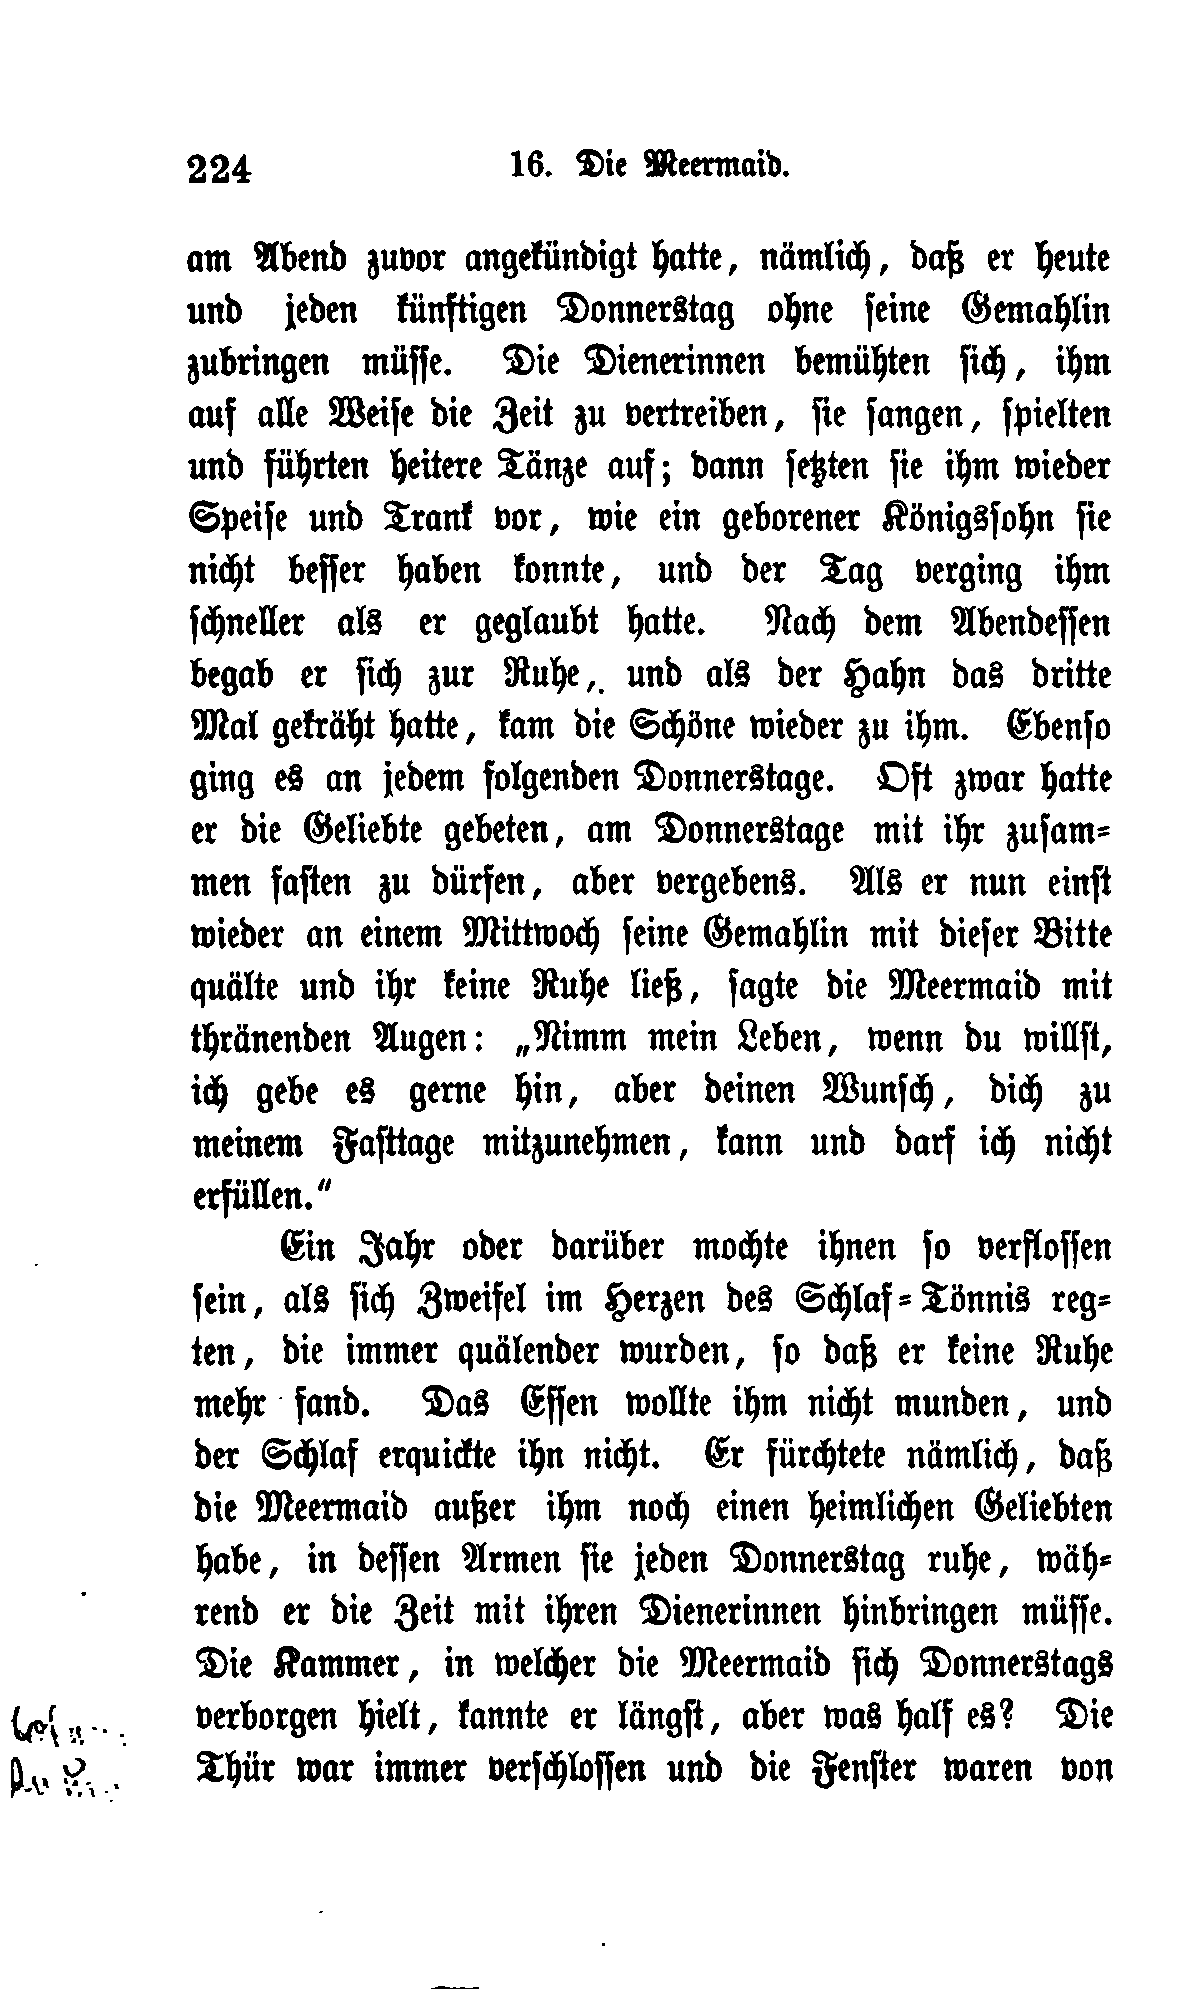 224 16. Die Meermaid.
am Abend zuvor angekündigt hatte, nämlich, daß er heute
und jeden künftigen Donnerstag ohne seine Gemahlin
zubringen müsse. Die Dienerinnen bemühten sich, ihm
auf alle Weise die Zeit zu vertreiben, sie sangen, spielten
und führten heitere Tänze auf; dann setzten sie ihm wieder
Speise und Trank vor, wie ein geborener Königssohn sie
nicht besser haben konnte, und der Tag verging ihm
schneller als er geglaubt hatte. Nach dem Abendessen
begab er sich zur Ruhe, und als der Hahn das dritte
Mal gekräht hatte, kam die Schöne wieder zu ihm. Ebenso
ging es an jedem folgenden Donnerstage. Oft zwar hatte
er die Geliebte gebeten, am Donnerstage mit ihr zusam-
men fasten zu dürfen, aber vergebens. Als er nun einst
wieder an einem Mittwoch seine Gemahlin mit dieser Bitte
quälte und ihr keine Ruhe ließ, sagte die Meermaid mit
thränenden Augen: „Nimm mein Leben, wenn du willst,
ich gebe es gerne hin, aber deinen Wunsch, dich zu
meinem Fasttage mitzunehmen, kann und darf ich nicht
erfüllen."
Ein Jahr oder darüber mochte ihnen so verflossen
sein, als sich Zweifel im Herzen des Schlaf-Tönnis reg-
ten, die immer quälender wurden, so daß er keine Ruhe
mehr fand. Das Essen wollte ihm nicht munden, und
der Schlaf erquickte ihn nicht. Er fürchtete nämlich, daß
die Meermaid außer ihm noch einen heimlichen Geliebten
habe, in dessen Armen sie jeden Donnerstag ruhe, wäh-
rend er die Zeit mit ihren Dienerinnen hinbringen müsse.
Die Kammer, in welcher die Meermaid sich Donnerstags
verborgen hielt, kannte er längst, aber was half es? Die
Thür war immer verschlossen und die Fenster waren von